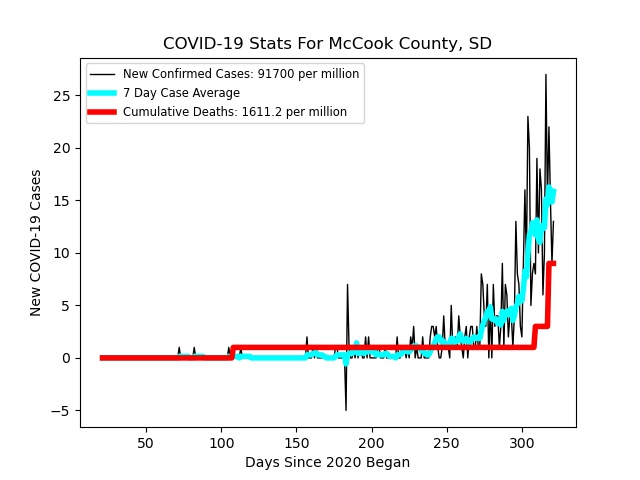 COVID-19 Stats For McCook County, SD
New Confirmed Cases: 91700 per million
7 Day Case Average
Cumulative Deaths: 1611.2 per million
25
20
15
10
5
0
−5
New COVID-19 Cases
50 100 150 200 250 300
Days Since 2020 Began